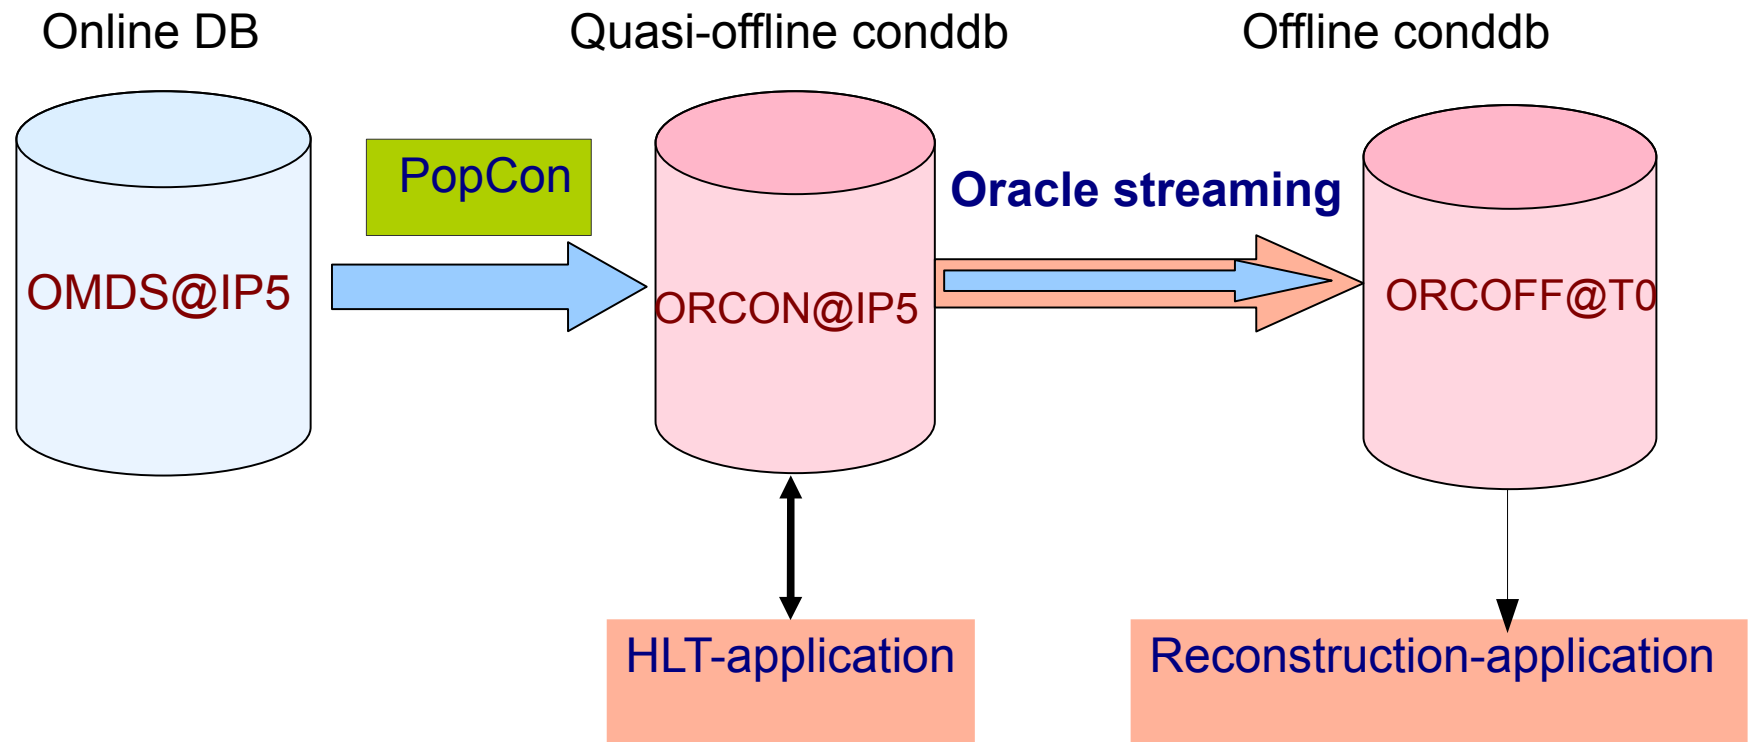 Online DB
Quasi-offline conddb
Offline conddb
PopCon
Oracle streaming
OMDS@IP5
ORCON@IP5
ORCOFF@T0
HLT-application
Reconstruction-application